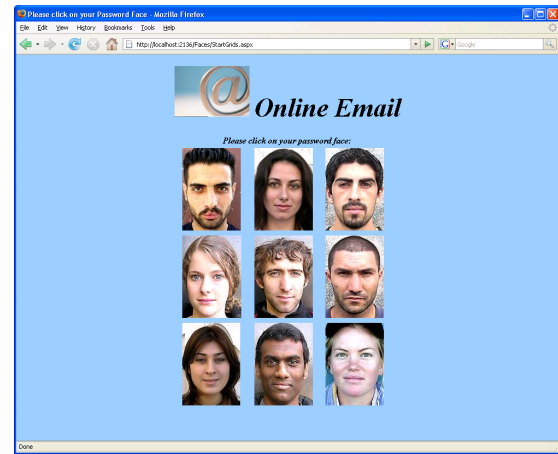 Please click on your Password Face - Mozilla Firefox
File Edit View History Bookmarks Tools Help
http://localhost:2136/Faces/StartGrids.aspx
G Google
@ Online Email
Please click on your password face:
Done